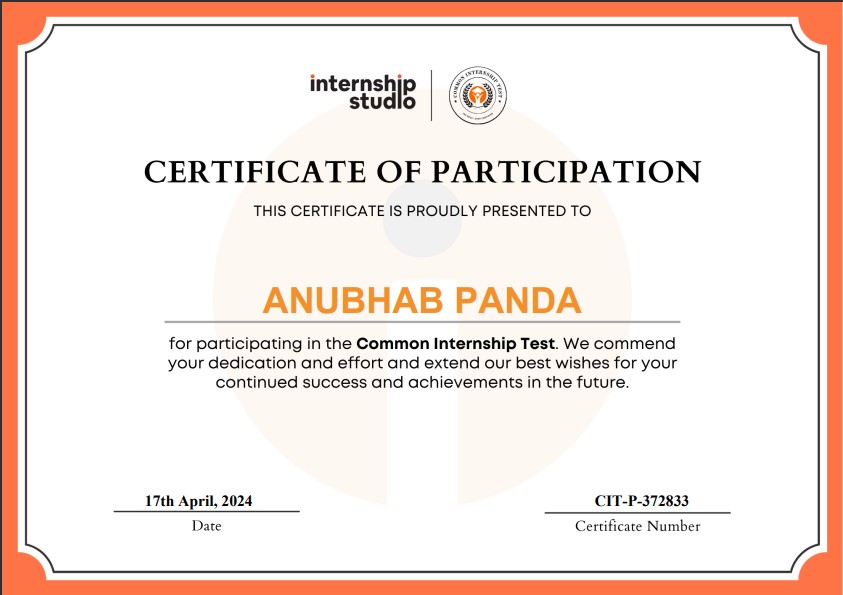 internship
studio
COMMON INTERNSHIP TEST
CERTIFICATE OF PARTICIPATION
THIS CERTIFICATE IS PROUDLY PRESENTED TO
ANUBHAB PANDA
for participating in the Common Internship Test. We commend
your dedication and effort and extend our best wishes for your
continued success and achievements in the future.
17th April, 2024
Date
CIT-P-372833
Certificate Number